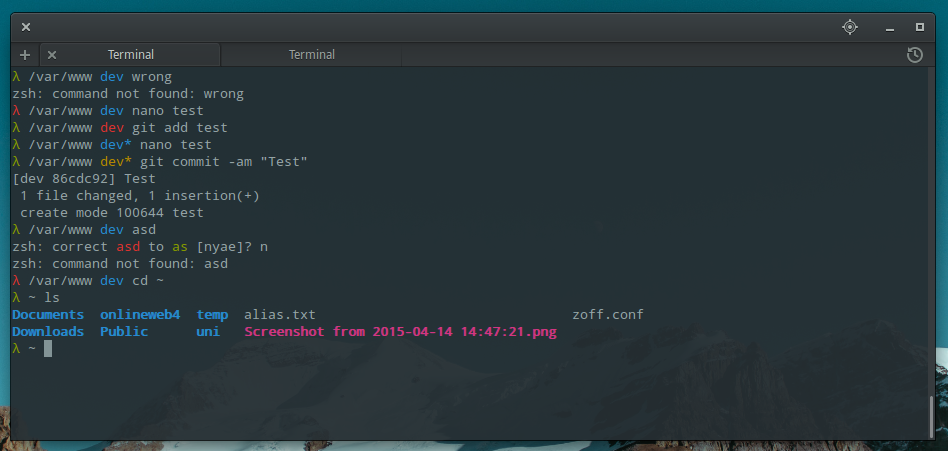 Terminal Terminal
λ /var/www dev wrong
zsh: command not found: wrong
λ /var/www dev nano test
λ /var/www dev git add test
λ /var/www dev* nano test
λ /var/www dev* git commit -am "Test"
[dev 86cdc92] Test
 1 file changed, 1 insertion(+)
 create mode 100644 test
λ /var/www dev asd
zsh: correct asd to as [nyae]? n
zsh: command not found: asd
λ /var/www dev cd ~
λ ~ ls
Documents  onlineweb4  temp  alias.txt                                zoff.conf
Downloads  Public      uni   Screenshot from 2015-04-14 14:47:21.png
λ ~